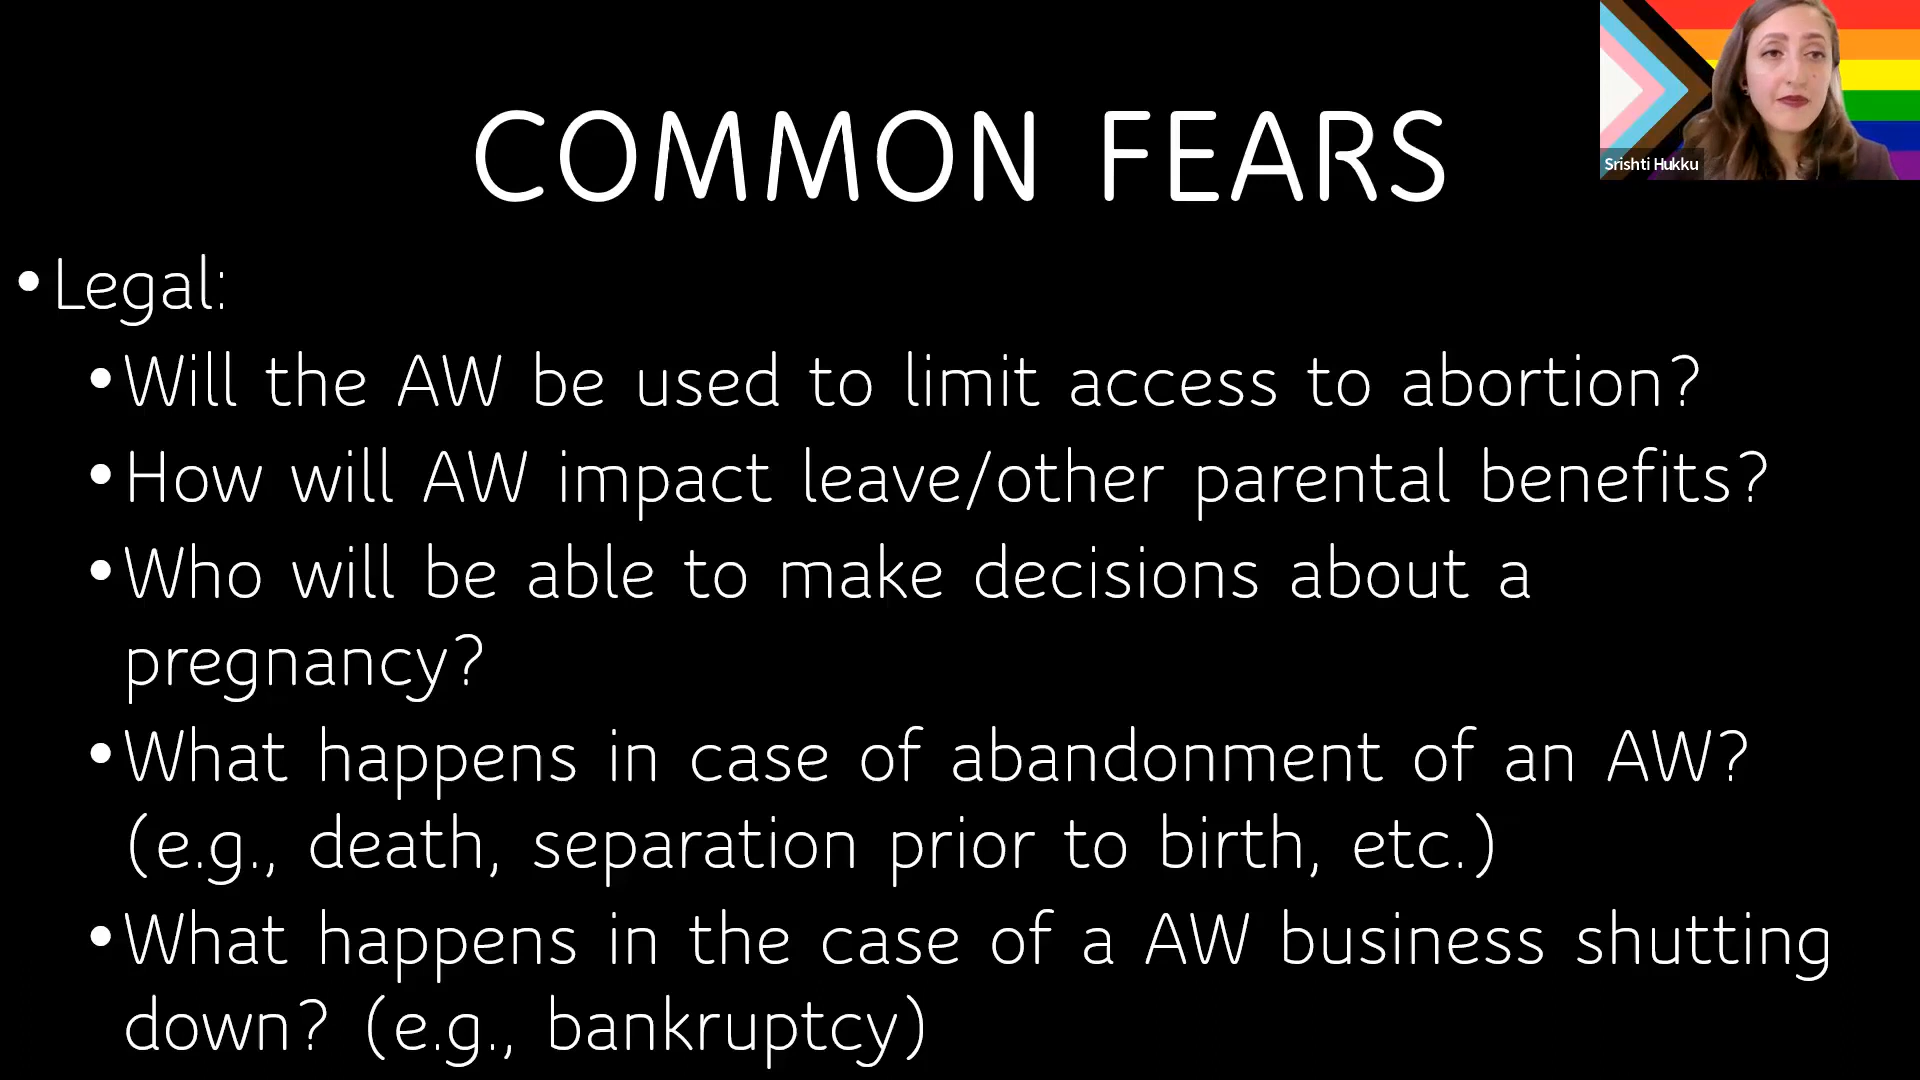 COMMON FEARS
Srishti Hukku
• Legal:
• Will the AW be used to limit access to abortion?
• How will AW impact leave/other parental benefits?
• Who will be able to make decisions about a
pregnancy?
• What happens in case of abandonment of an AW?
(e.g., death, separation prior to birth, etc.)
• What happens in the case of a AW business shutting
down? (e.g., bankruptcy)